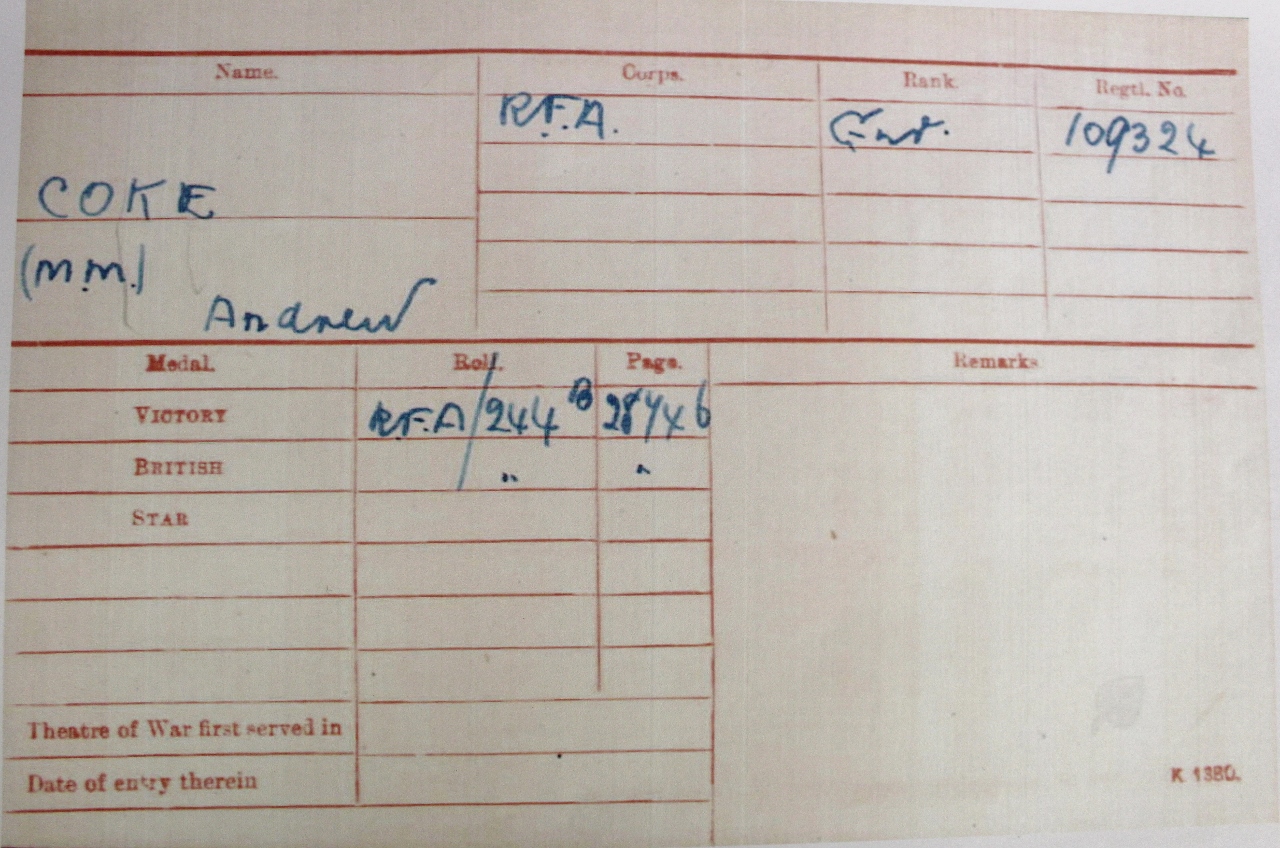 Name. Corps. Rank. Regtl. No.
R.F.A. Gnr. 109324
COKE
(M.M.)
Andrew
Medal. Roll. Page. Remarks
VICTORY R.F.A/244 B
BRITISH " "
STAR
Theatre of War first served in
Date of entry therein
K 1380.